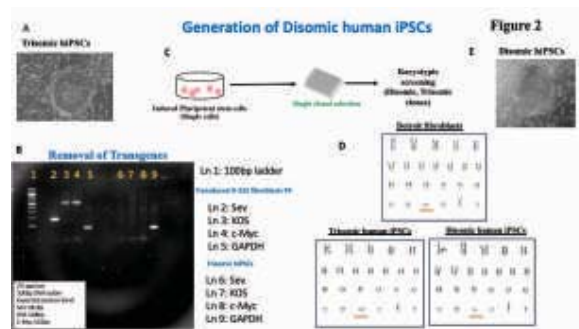 Generation of Disomic human iPSCs
Figure 2
A
Trisomic hiPSCs
C
Induced Pluripotent stem cells
(Single cells)
Single clonal selection
Karyotypic
screening
(Disomic, Trisomic
clones)
E
Disomic hiPSCs
B
Removal of Transgenes
1 2 3 4 5 6 7 8 9
Ln 1: 100bp ladder
Ln 2: Sev
Ln 3: KOS
Ln 4: c-Myc
Ln 5: GAPDH
Ln 6: Sev
Ln 7: KOS
Ln 8: c-Myc
Ln 9: GAPDH
D
Detroit fibroblasts
Trisomic human iPSCs
Disomic human iPSCs